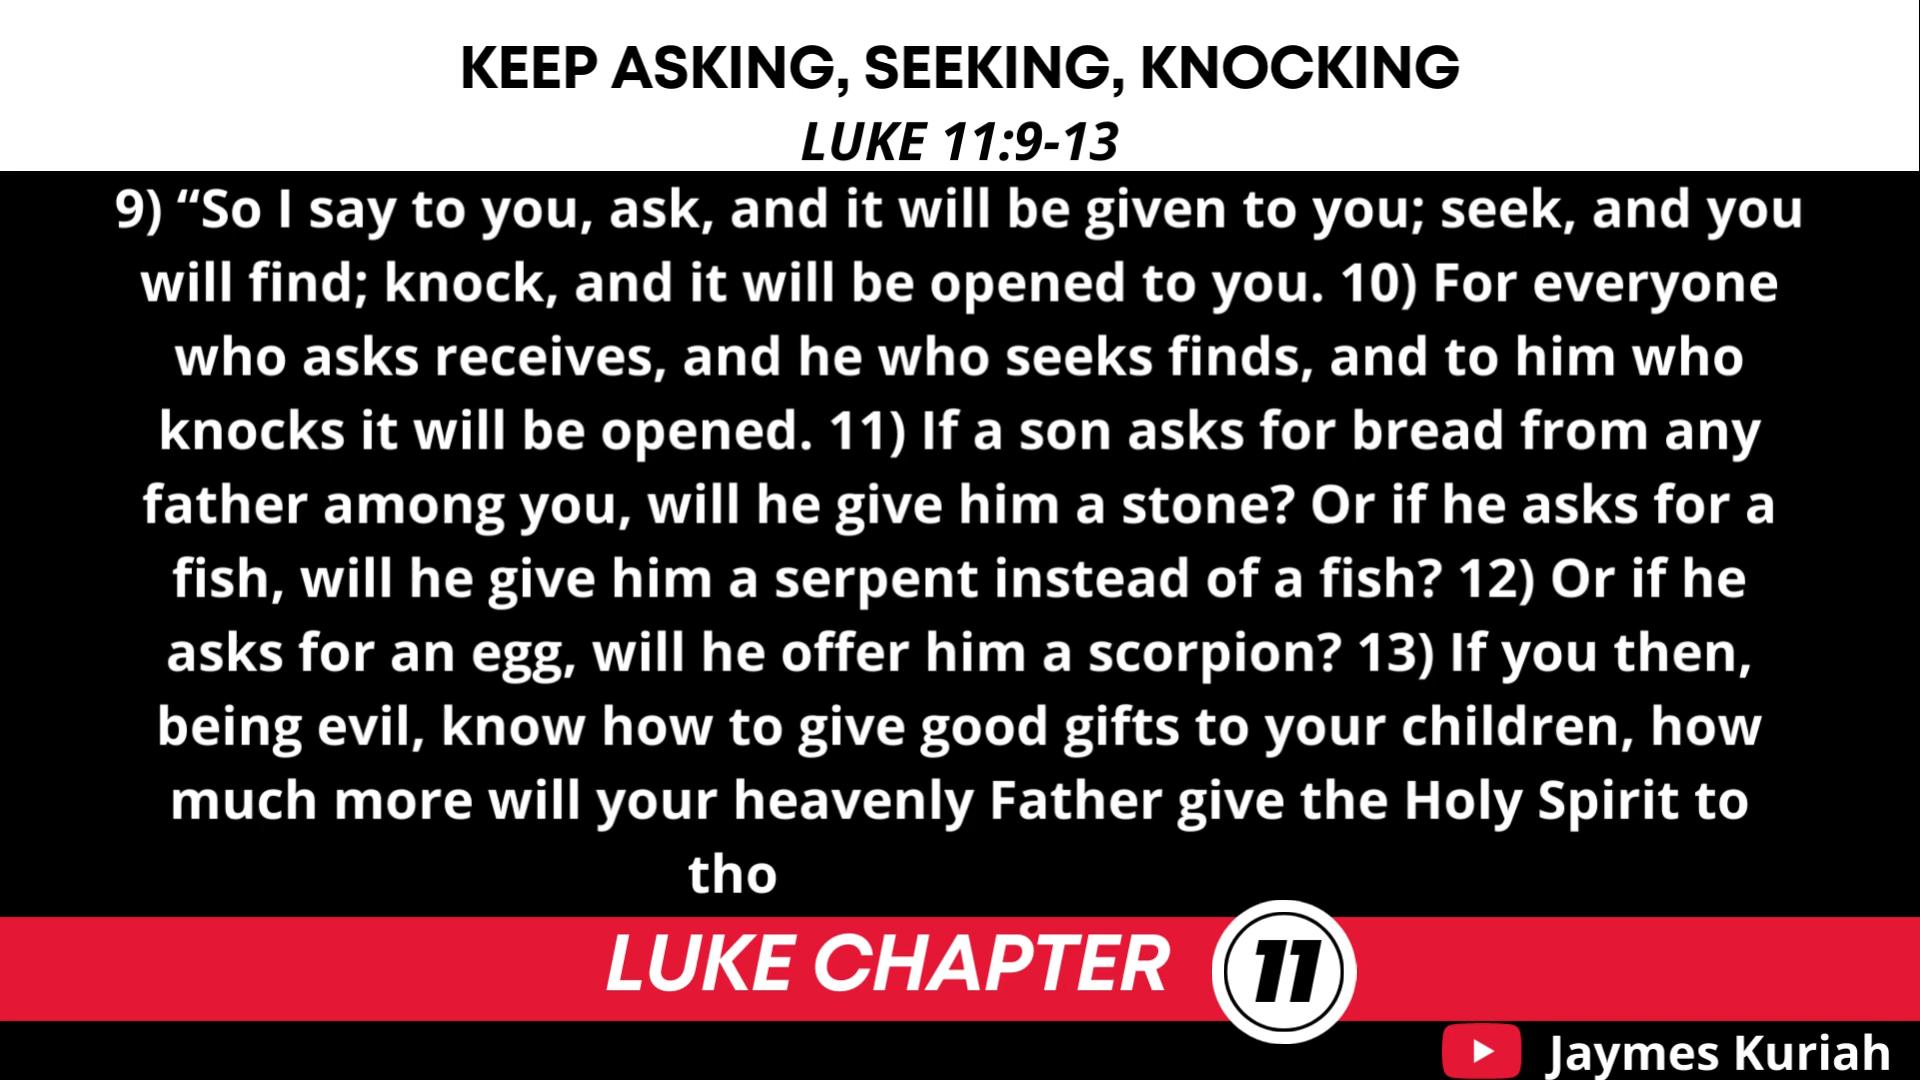 KEEP ASKING, SEEKING, KNOCKING
LUKE 11:9-13
9) “So I say to you, ask, and it will be given to you; seek, and you
will find; knock, and it will be opened to you. 10) For everyone
who asks receives, and he who seeks finds, and to him who
knocks it will be opened. 11) If a son asks for bread from any
father among you, will he give him a stone? Or if he asks for a
fish, will he give him a serpent instead of a fish? 12) Or if he
asks for an egg, will he offer him a scorpion? 13) If you then,
being evil, know how to give good gifts to your children, how
much more will your heavenly Father give the Holy Spirit to
tho
LUKE CHAPTER 11
Jaymes Kuriah